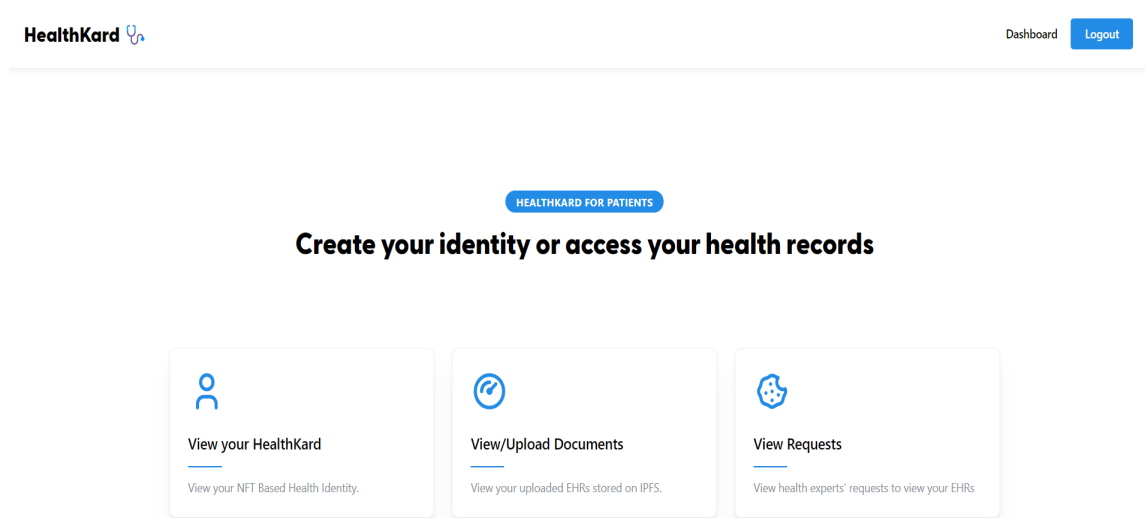 HealthKard
Dashboard
Logout
HEALTHKARD FOR PATIENTS
Create your identity or access your health records
View your HealthKard
View your NFT Based Health Identity.
View/Upload Documents
View your uploaded EHRs stored on IPFS.
View Requests
View health experts' requests to view your EHRs